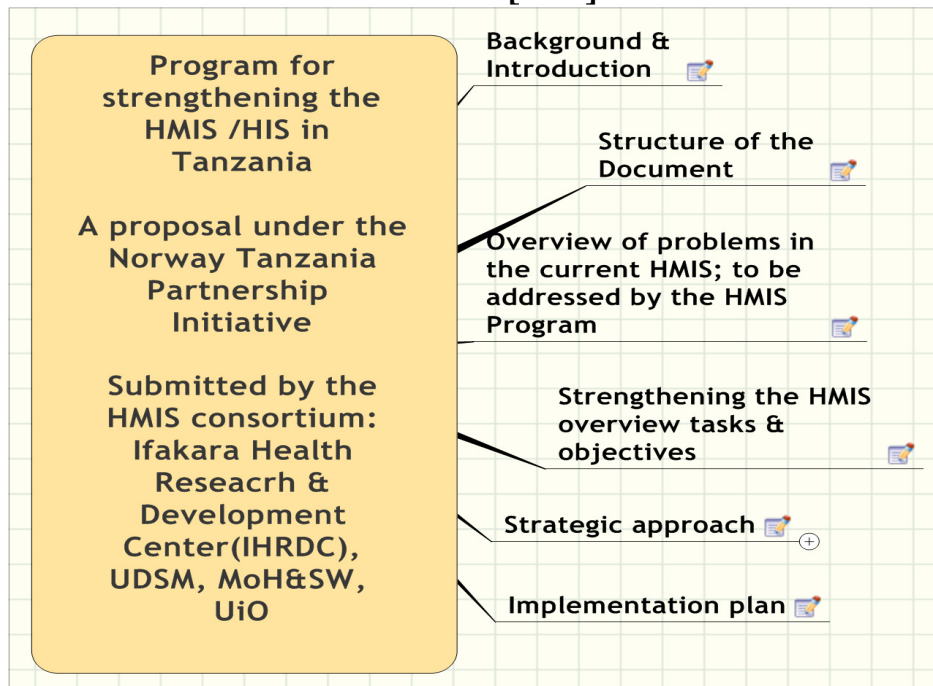 Program for
strengthening the
HMIS /HIS in
Tanzania
A proposal under the
Norway Tanzania
Partnership
Initiative
Submitted by the
HMIS consortium:
Ifakara Health
Reseacrh &
Development
Center(IHRDC),
UDSM, MoH&SW,
UiO
Background &
Introduction
Structure of the
Document
Overview of problems in
the current HMIS; to be
addressed by the HMIS
Program
Strengthening the HMIS
overview tasks &
objectives
Strategic approach
Implementation plan